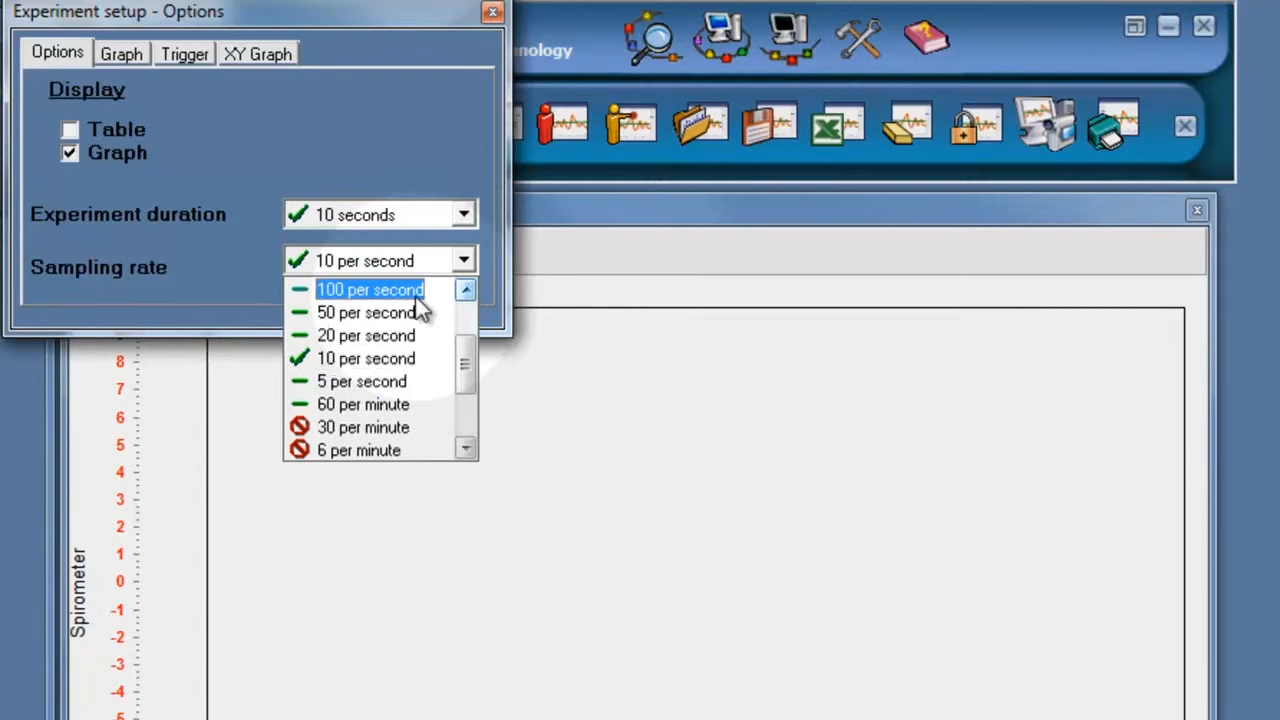 Experiment setup - Options
Options
Graph
Trigger
XY Graph
nology
Display
Table
Graph
Experiment duration
10 seconds
Sampling rate
10 per second
100 per second
50 per second
20 per second
10 per second
5 per second
60 per minute
30 per minute
6 per minute
8
7
6
5
4
3
2
1
0
-1
-2
-3
-4
-5
Spirometer